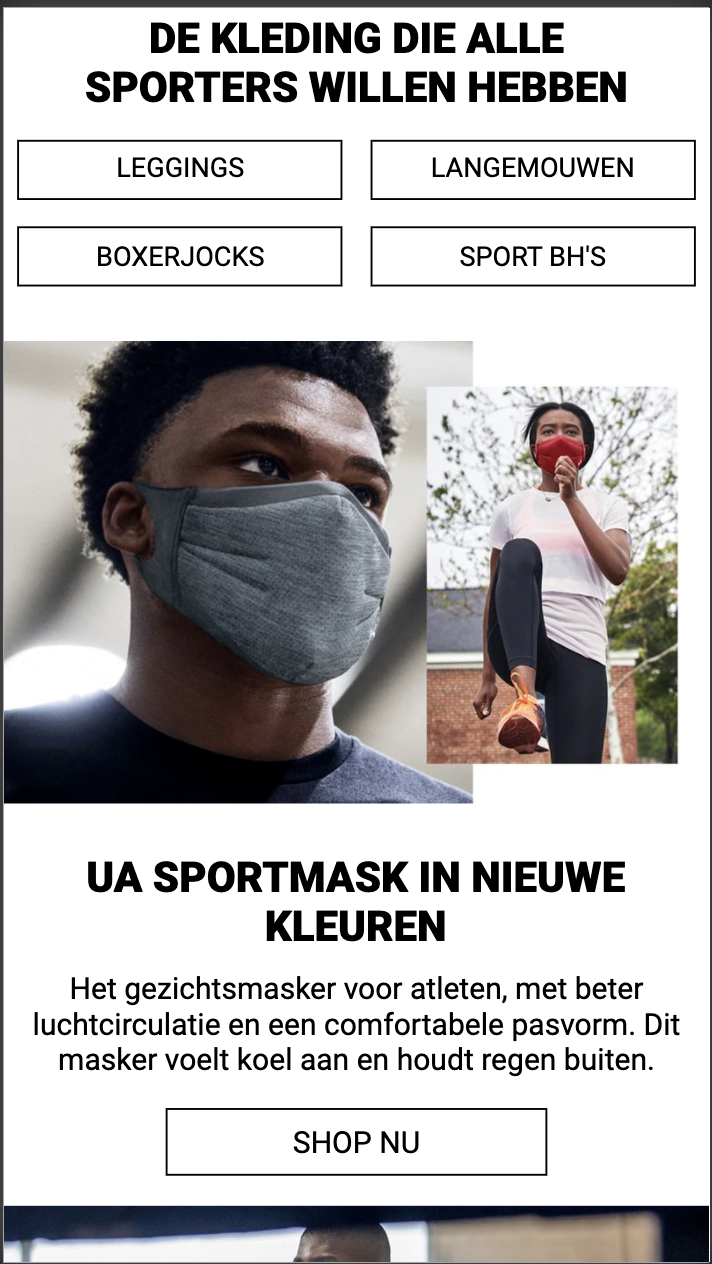 DE KLEDING DIE ALLE
SPORTERS WILLEN HEBBEN
LEGGINGS
LANGEMOUWEN
BOXERJOCKS
SPORT BH'S
UA SPORTMASK IN NIEUWE
KLEUREN
Het gezichtsmasker voor atleten, met beter
luchtcirculatie en een comfortabele pasvorm. Dit
masker voelt koel aan en houdt regen buiten.
SHOP NU